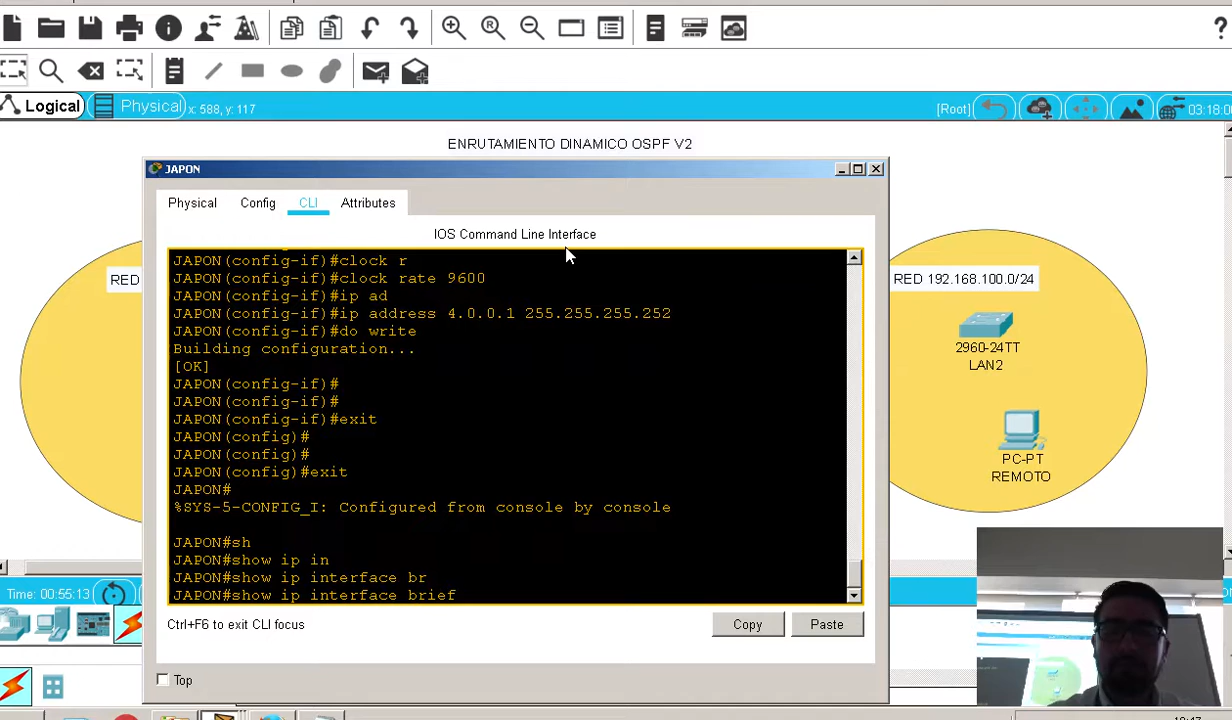 Logical
Physical
x: 588, y: 117
[Root]
03:18:0
ENRUTAMIENTO DINAMICO OSPF V2
JAPON
Physical
Config
CLI
Attributes
IOS Command Line Interface
JAPON(config-if)#clock r
JAPON(config-if)#clock rate 9600
JAPON(config-if)#ip ad
JAPON(config-if)#ip address 4.0.0.1 255.255.255.252
JAPON(config-if)#do write
Building configuration...
[OK]
JAPON(config-if)#
JAPON(config-if)#
JAPON(config-if)#exit
JAPON(config)#
JAPON(config)#
JAPON(config)#exit
JAPON#
%SYS-5-CONFIG_I: Configured from console by console
JAPON#sh
JAPON#show ip in
JAPON#show ip interface br
JAPON#show ip interface brief
Ctrl+F6 to exit CLI focus
Copy
Paste
Top
RED
RED 192.168.100.0/24
2960-24TT
LAN2
PC-PT
REMOTO
Time: 00:55:13